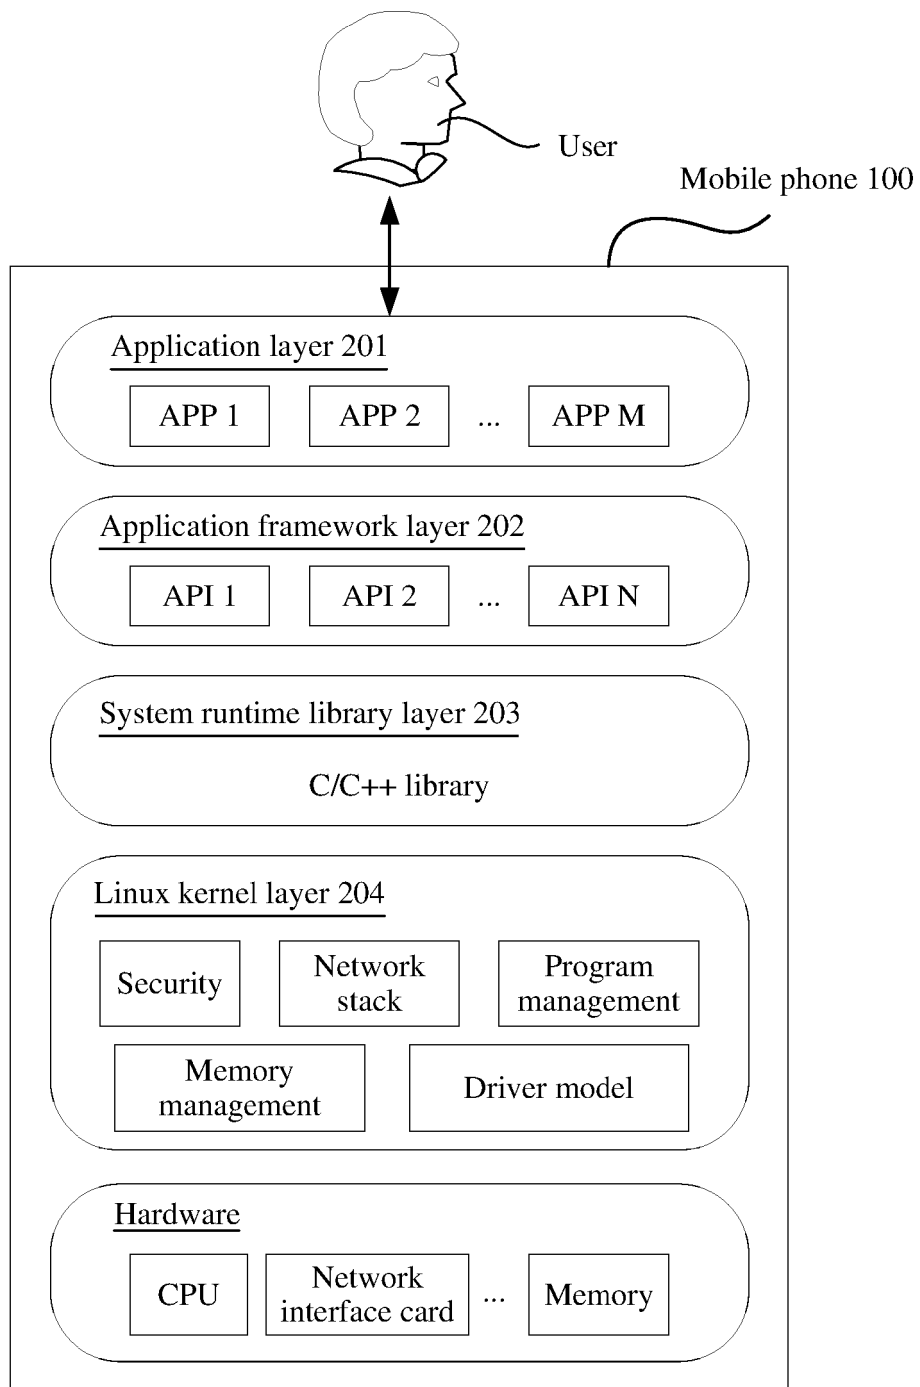 User
Mobile phone 100
Application layer 201
APP 1
APP 2
...
APP M
Application framework layer 202
API 1
API 2
...
API N
System runtime library layer 203
C/C++ library
Linux kernel layer 204
Security
Network
stack
Program
management
Memory
management
Driver model
Hardware
CPU
Network
interface card
...
Memory